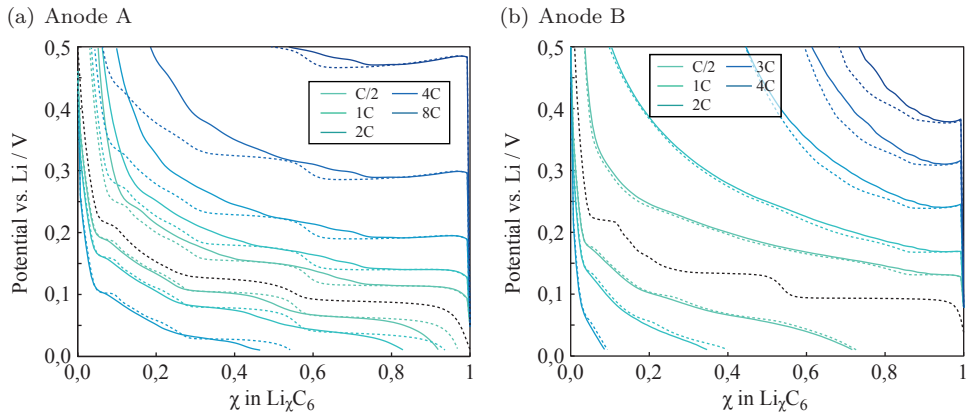 (a) Anode A
0,5
0,4
0,3
0,2
0,1
0,0
Potential vs. Li / V
C/2
1C
2C
4C
8C
0,0 0,2 0,4 0,6 0,8 1
χ in LiχC6
(b) Anode B
0,5
0,4
0,3
0,2
0,1
0,0
Potential vs. Li / V
C/2
1C
2C
3C
4C
0,0 0,2 0,4 0,6 0,8 1
χ in LiχC6